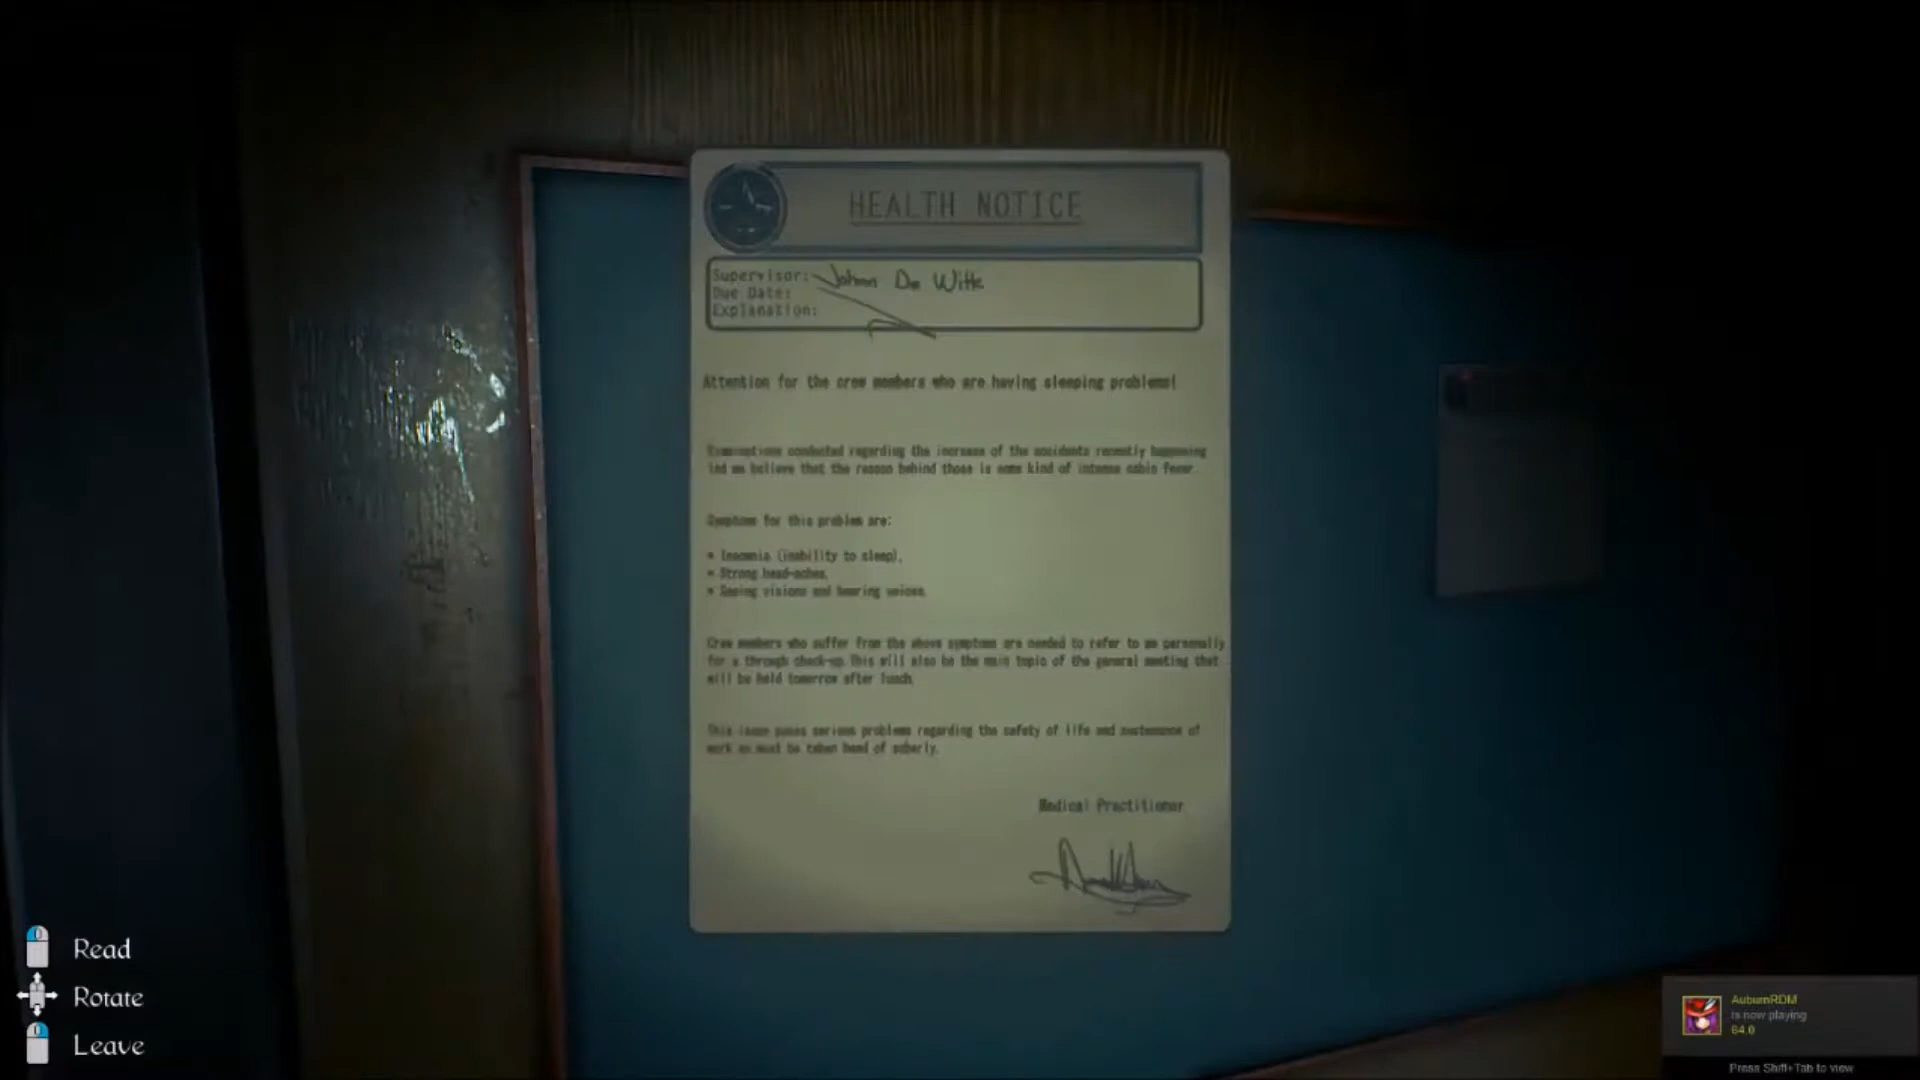 HEALTH NOTICE
Supervisor: Johan De Witt
Due Date:
Explanation:
Attention for the crew members who are having sleeping problems!
Examinations conducted regarding the increase of the accidents recently happening
led me believe that the reason behind those is some kind of intense cabin fever.
Symptoms for this problem are:
* Insomnia (inability to sleep),
* Strong head-aches,
* Seeing visions and hearing voices.
Crew members who suffer from the above symptoms are needed to refer to me personally
for a through check-up. This will also be the main topic of the general meeting that
will be held tomorrow after lunch.
This issue poses serious problems regarding the safety of life and sustenance of
work so must be taken heed of soberly.
Medical Practitioner
Read
Rotate
Leave
AuburnRDM
is now playing
64.0
Press Shift+Tab to view